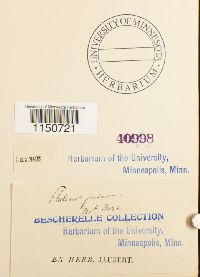 UNIVERSITY OF MINNESOTA
• HERBARIUM •
University of Minnesota Herbarium
1150721
40998
Herbarium of the University,
Minneapolis, Minn.
BESCHERELLE COLLECTION
Herbarium of the University,
Minneapolis, Minn.
EX HERB. JAUBERT.